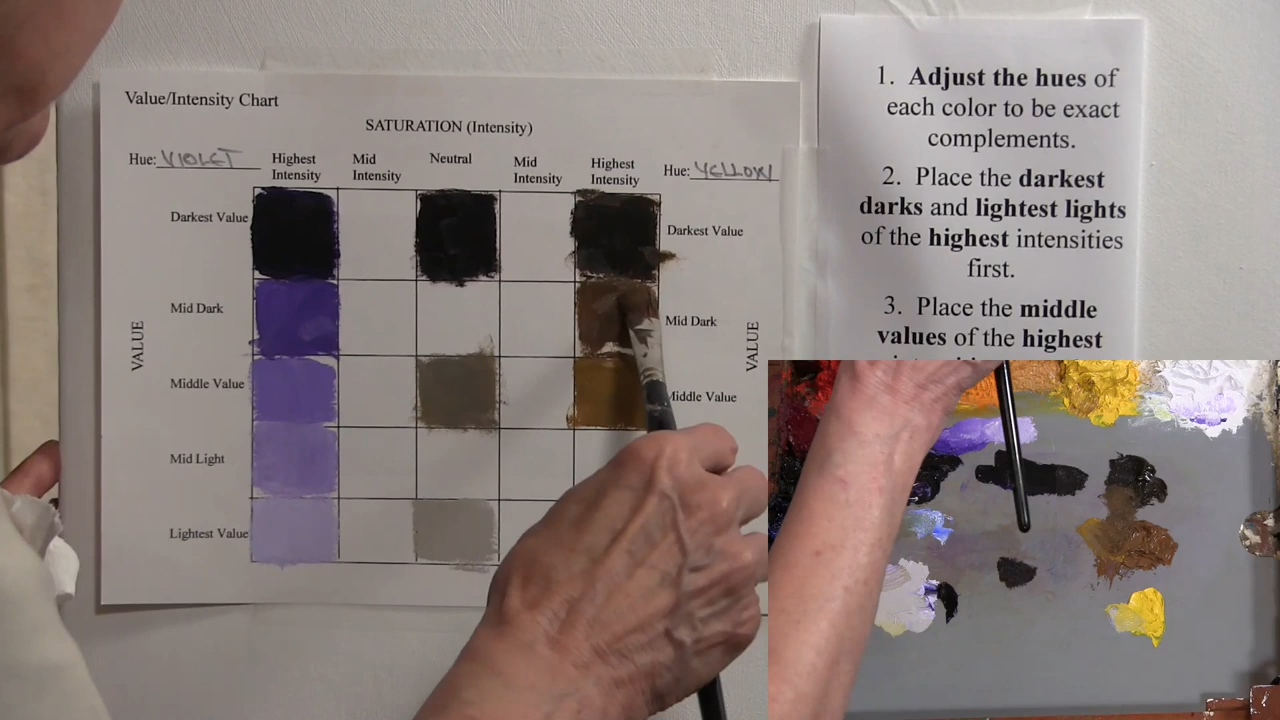 Value/Intensity Chart
SATURATION (Intensity)
Hue: VIOLET
Highest Intensity
Mid Intensity
Neutral
Mid Intensity
Highest Intensity
Hue: YELLOW
Darkest Value
Darkest Value
Mid Dark
Mid Dark
VALUE
VALUE
Middle Value
Middle Value
Mid Light
Lightest Value
1. Adjust the hues of
each color to be exact
complements.
2. Place the darkest
darks and lightest lights
of the highest intensities
first.
3. Place the middle
values of the highest